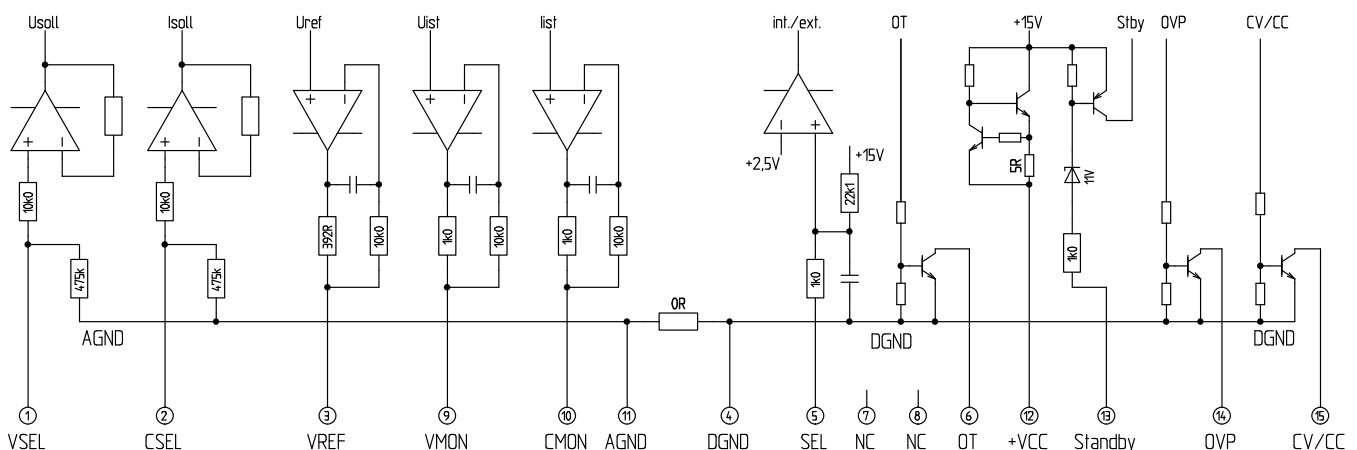 Usoll Isoll Uref Uist Iist int./ext. OT +15V Stby OVP CV/CC
+ − + − + − + − + − − +
+2,5V +15V
5R 11V
10k0 10k0 22k1
392R 10k0 1k0 10k0 1k0 10k0
475k 475k 1k0 1k0
0R
AGND DGND DGND
1 2 3 9 10 11 4 5 7 8 6 12 13 14 15
VSEL CSEL VREF VMON CMON AGND DGND SEL NC NC OT +VCC Standby OVP CV/CC